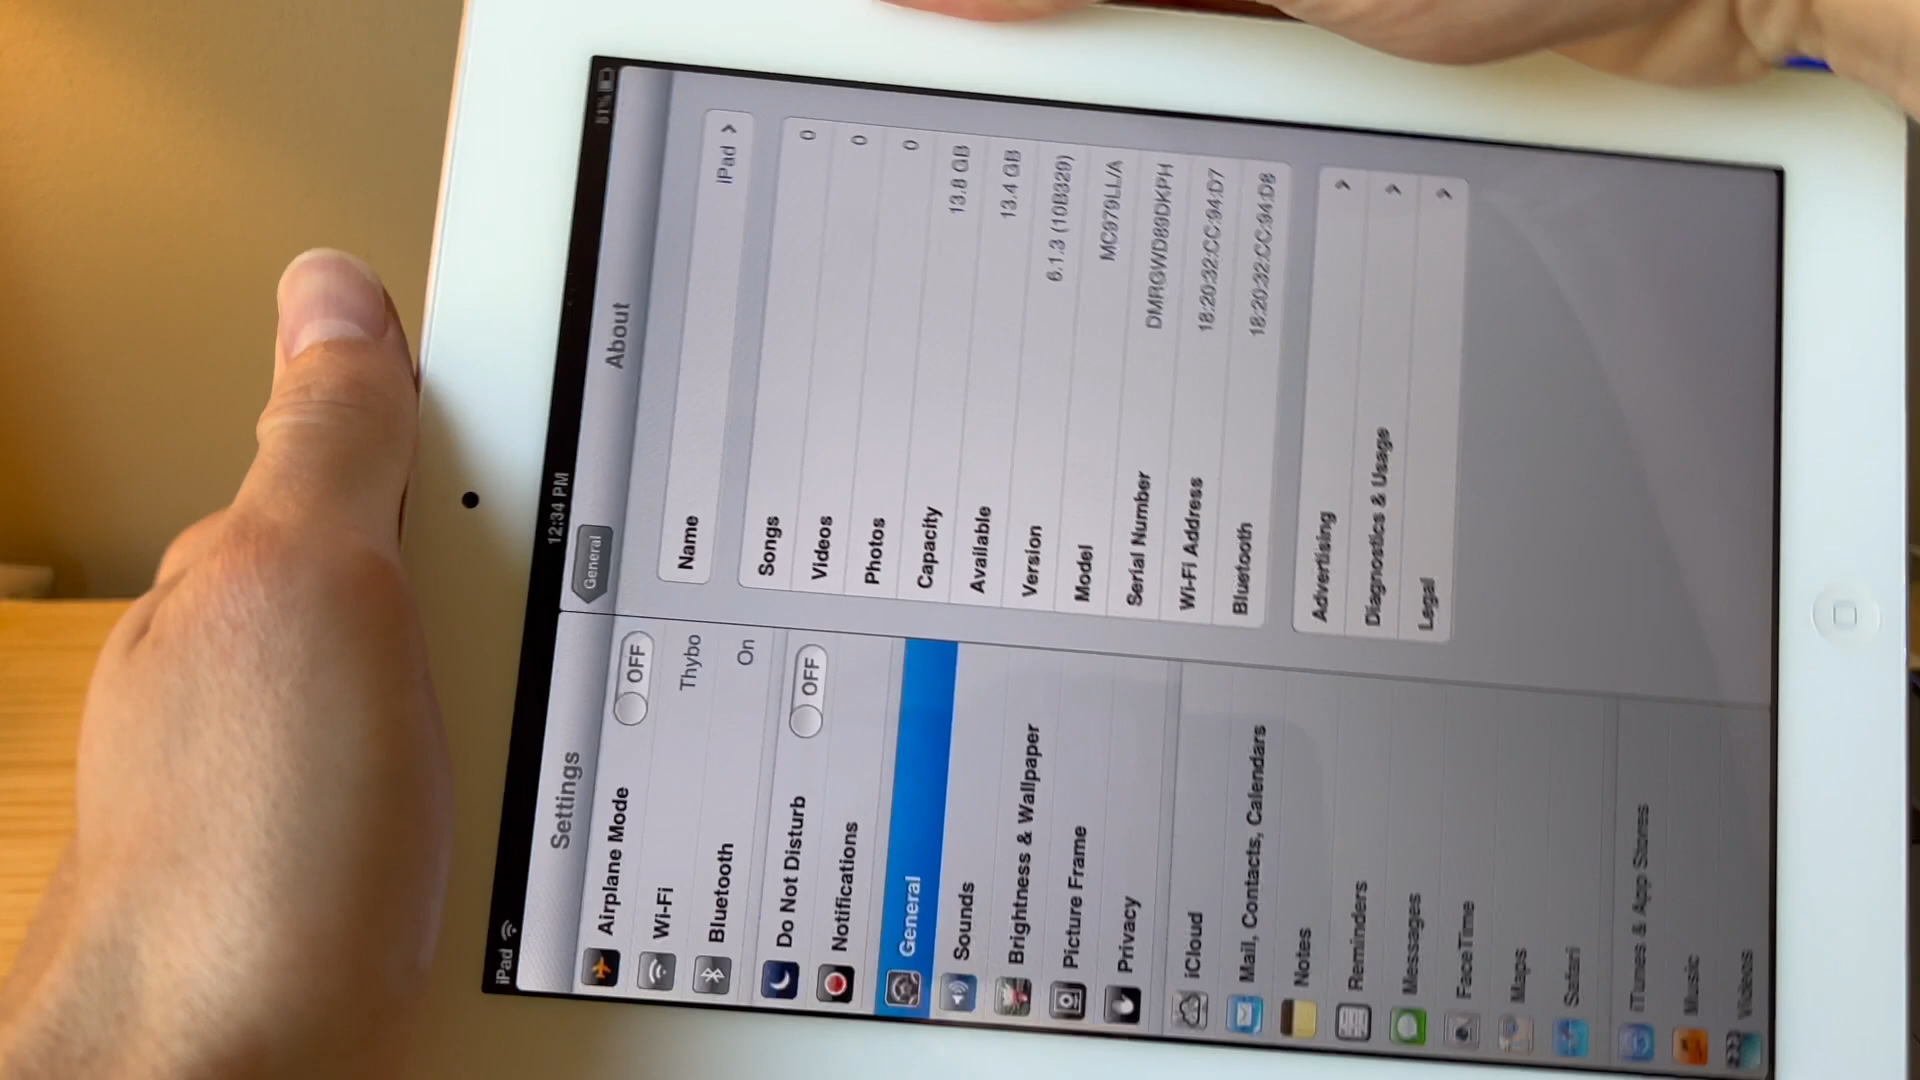 iPad
12:34 PM
51%
Settings
Airplane Mode
OFF
Wi-Fi
Thybo
Bluetooth
On
Do Not Disturb
OFF
Notifications
General
Sounds
Brightness & Wallpaper
Picture Frame
Privacy
iCloud
Mail, Contacts, Calendars
Notes
Reminders
Messages
FaceTime
Maps
Safari
iTunes & App Stores
Music
Videos
General
About
Name
iPad
Songs
0
Videos
0
Photos
0
Capacity
13.8 GB
Available
13.4 GB
Version
6.1.3 (10B329)
Model
MC979LL/A
Serial Number
Wi-Fi Address
18:20:32:CC:94:D7
Bluetooth
18:20:32:CC:94:D8
Advertising
Diagnostics & Usage
Legal